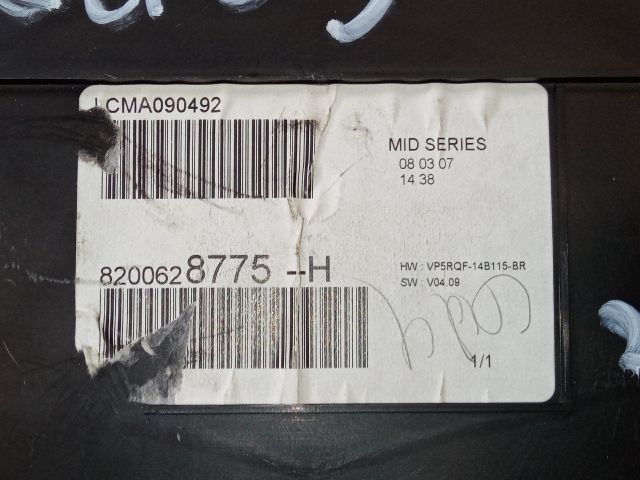 LCMA090492
MID SERIES
08 03 07
14 38
8200628775 --H
HW : VP5RQF-14B115-BR
SW : V04.09
1/1